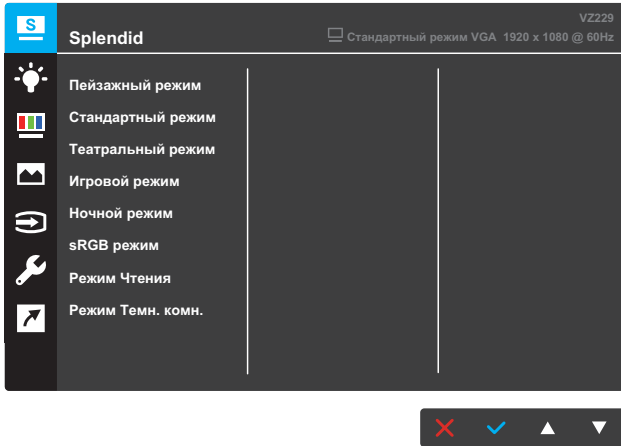 S
VZ229
Splendid
Стандартный режим VGA 1920 x 1080 @ 60Hz
Пейзажный режим
Стандартный режим
Театральный режим
Игровой режим
Ночной режим
sRGB режим
Режим Чтения
Режим Темн. комн.